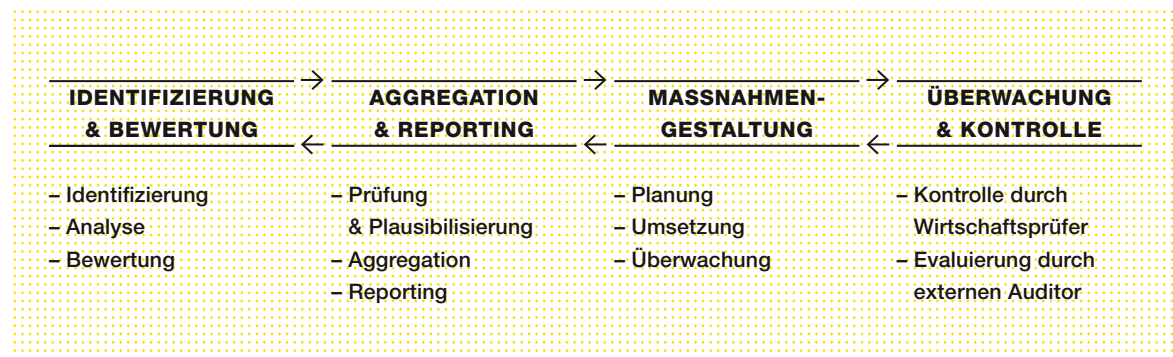 IDENTIFIZIERUNG
& BEWERTUNG
– Identifizierung
– Analyse
– Bewertung
AGGREGATION
& REPORTING
– Prüfung
& Plausibilisierung
– Aggregation
– Reporting
MASSNAHMEN-
GESTALTUNG
– Planung
– Umsetzung
– Überwachung
ÜBERWACHUNG
& KONTROLLE
– Kontrolle durch
Wirtschaftsprüfer
– Evaluierung durch
externen Auditor